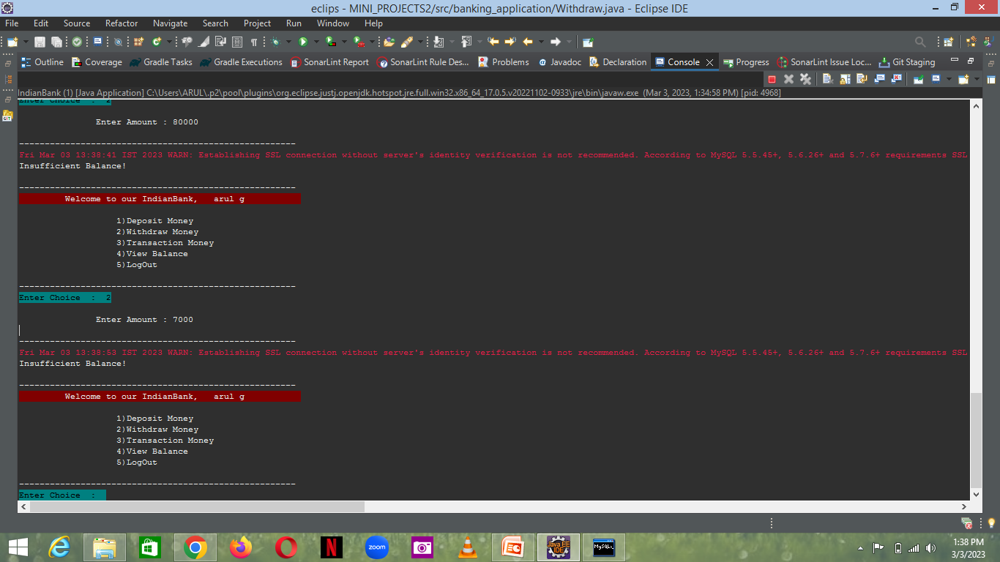 eclips - MINI_PROJECTS2/src/banking_application/Withdraw.java - Eclipse IDE
File Edit Source Refactor Navigate Search Project Run Window Help
Outline Coverage Gradle Tasks Gradle Executions SonarLint Report SonarLint Rule Des... Problems Javadoc Declaration Console Progress SonarLint Issue Loc... Git Staging
IndianBank (1) [Java Application] C:\Users\ARUL\.p2\pool\plugins\org.eclipse.justj.openjdk.hotspot.jre.full.win32.x86_64_17.0.5.v20221102-0933\jre\bin\javaw.exe (Mar 3, 2023, 1:34:58 PM) [pid: 4968]
Enter Choice : 2
Enter Amount : 80000
------------------------------------------------------
Fri Mar 03 13:38:41 IST 2023 WARN: Establishing SSL connection without server's identity verification is not recommended. According to MySQL 5.5.45+, 5.6.26+ and 5.7.6+ requirements SSL
Insufficient Balance!
------------------------------------------------------
Welcome to our IndianBank, arul g
1)Deposit Money
2)Withdraw Money
3)Transaction Money
4)View Balance
5)LogOut
------------------------------------------------------
Enter Choice : 2
Enter Amount : 7000
------------------------------------------------------
Fri Mar 03 13:38:53 IST 2023 WARN: Establishing SSL connection without server's identity verification is not recommended. According to MySQL 5.5.45+, 5.6.26+ and 5.7.6+ requirements SSL
Insufficient Balance!
------------------------------------------------------
Welcome to our IndianBank, arul g
1)Deposit Money
2)Withdraw Money
3)Transaction Money
4)View Balance
5)LogOut
------------------------------------------------------
Enter Choice :
GIT
zoom
Java EE
IDE
MySQL
1:38 PM
3/3/2023